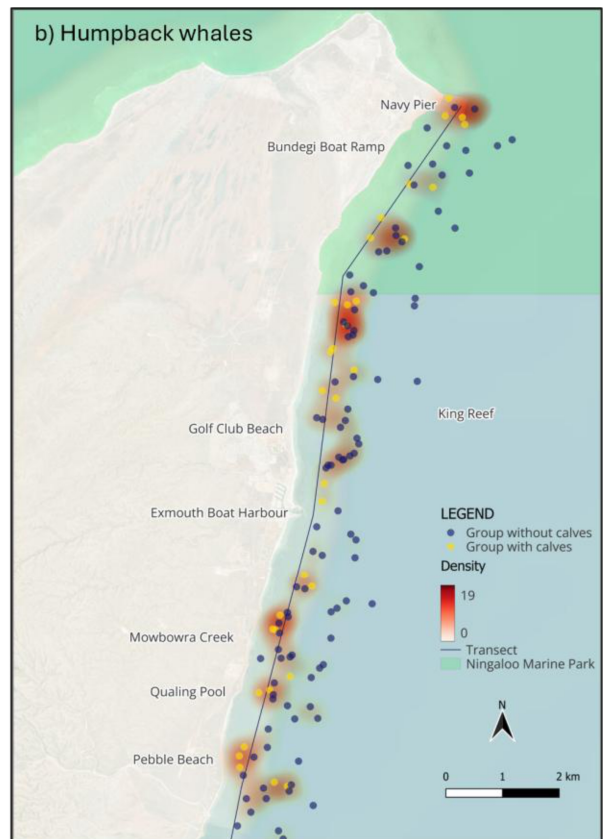 b) Humpback whales
Navy Pier
Bundegi Boat Ramp
Golf Club Beach
King Reef
Exmouth Boat Harbour
LEGEND
Group without calves
Group with calves
Density
19
0
Transect
Ningaloo Marine Park
Mowbowra Creek
Qualing Pool
N
Pebble Beach
0 1 2 km